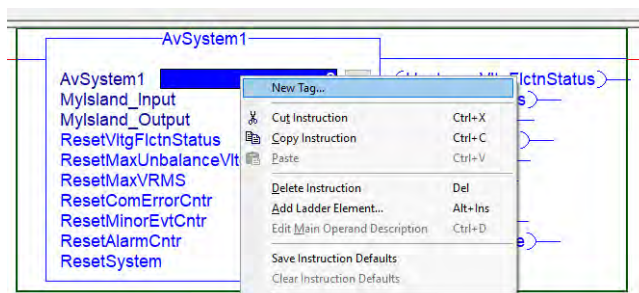 AvSystem1
AvSystem1
FlctnStatus
New Tag...
MyIsland_Input
Cut Instruction Ctrl+X
MyIsland_Output
Copy Instruction Ctrl+C
ResetVltgFlctnStatus
Paste Ctrl+V
ResetMaxUnbalanceVlt
ResetMaxVRMS
Delete Instruction Del
ResetComErrorCntr
Add Ladder Element... Alt+Ins
ResetMinorEvtCntr
Edit Main Operand Description Ctrl+D
ResetAlarmCntr
ResetSystem
Save Instruction Defaults
Clear Instruction Defaults